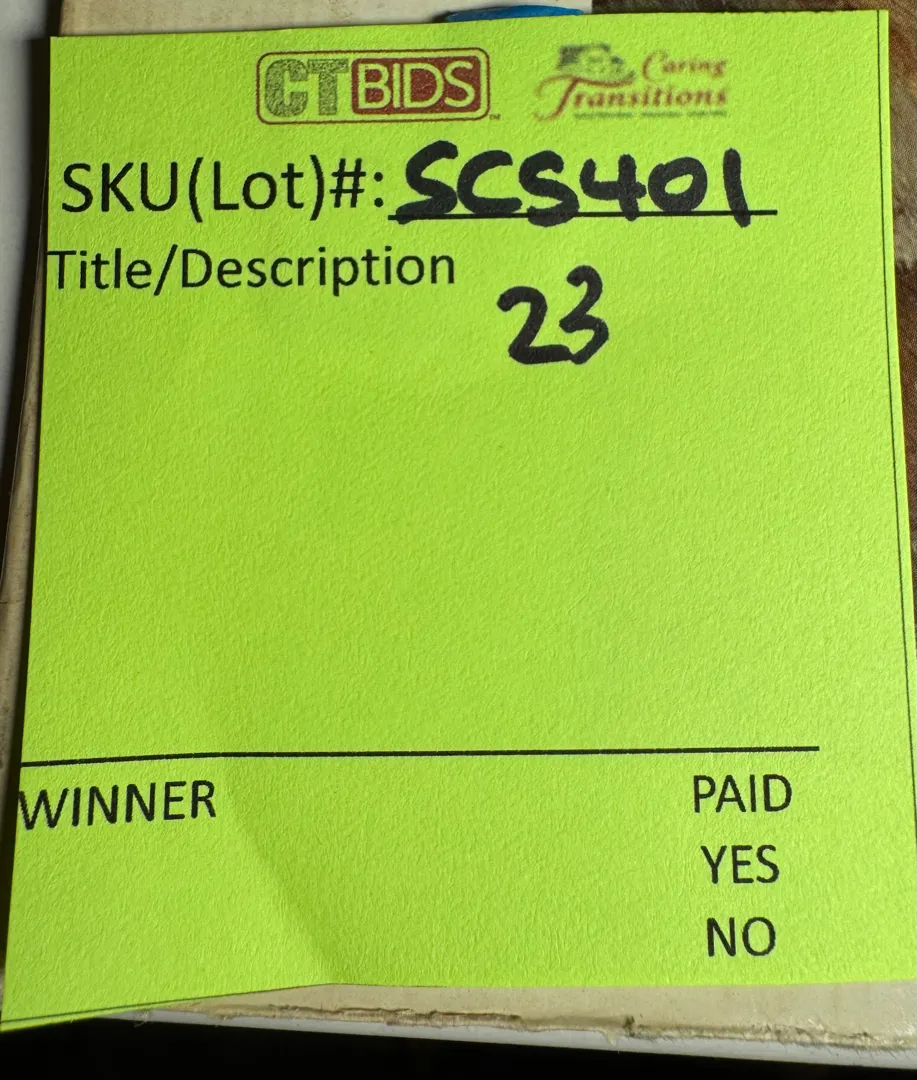 CTBIDS Caring
Transitions
SKU(Lot)#: SCS401
Title/Description
23
WINNER PAID
YES
NO